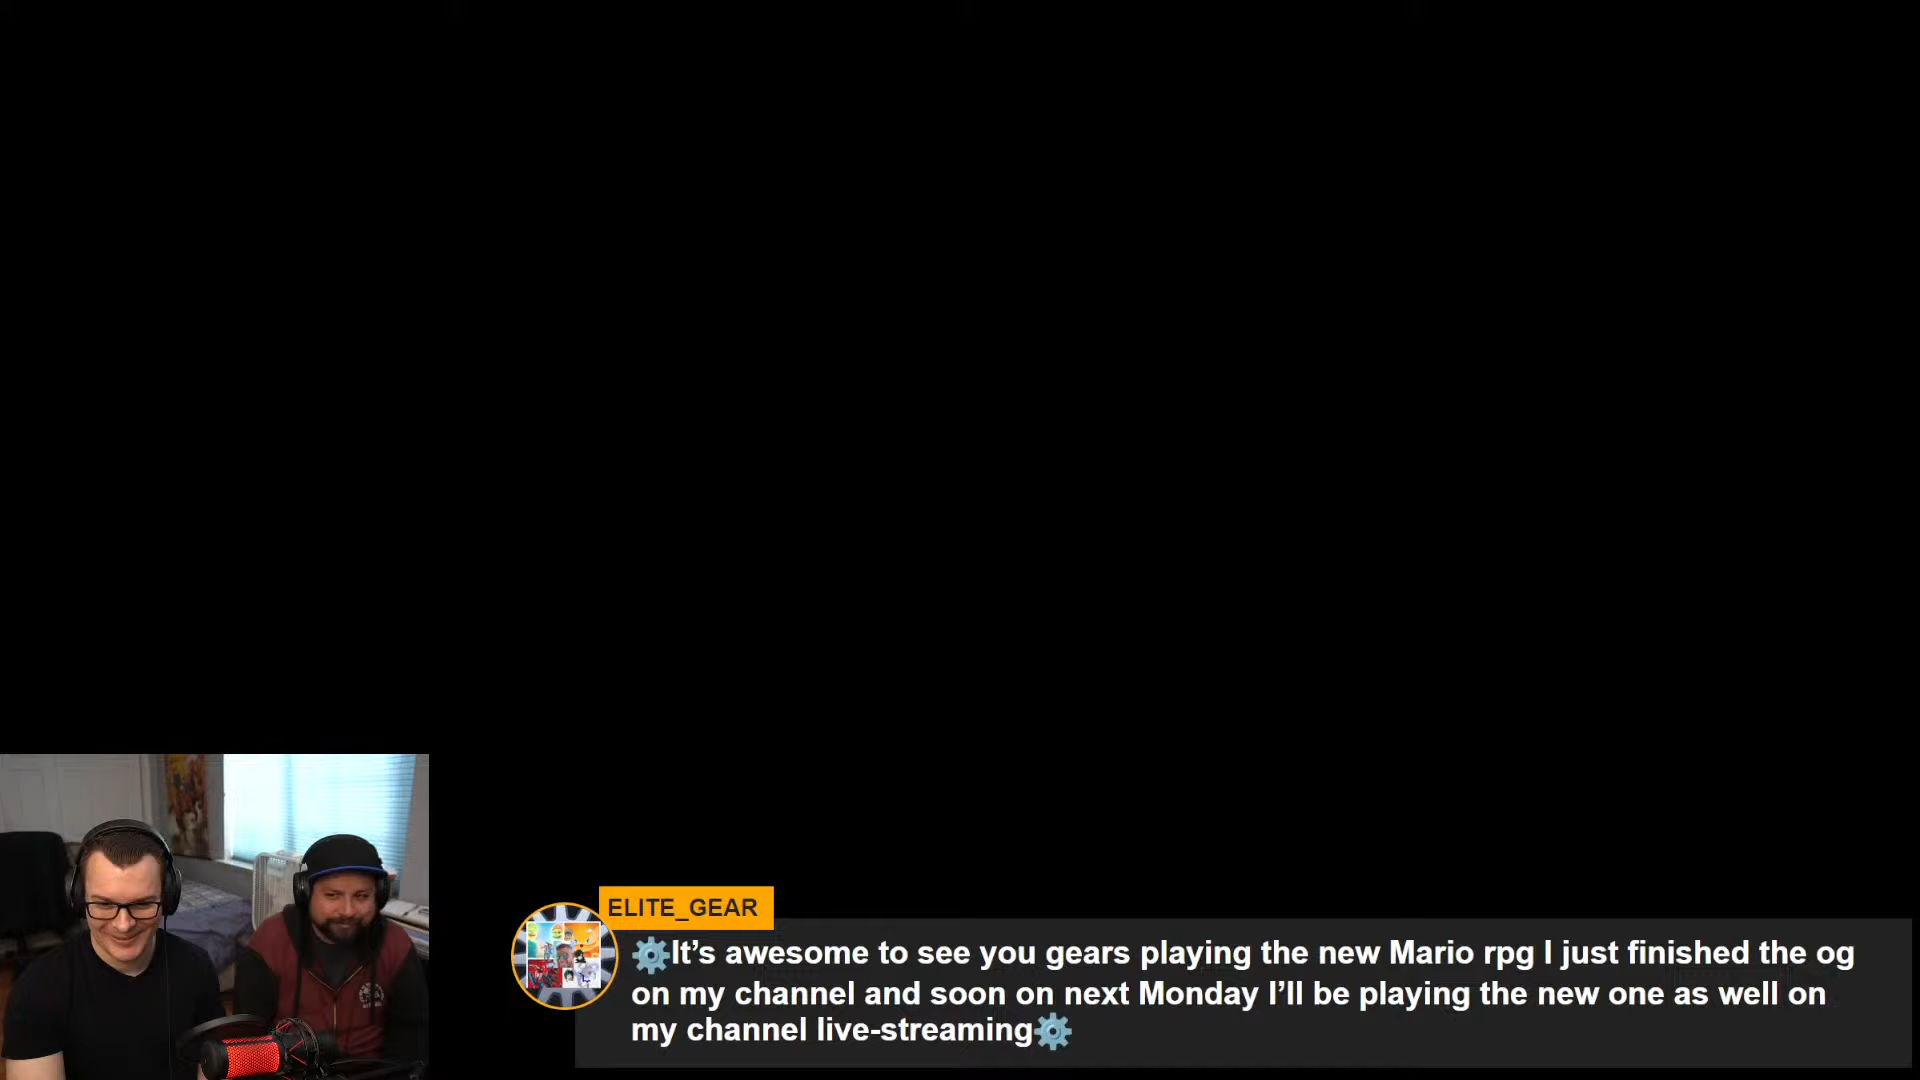 ELITE_GEAR
⚙️It’s awesome to see you gears playing the new Mario rpg I just finished the og
on my channel and soon on next Monday I’ll be playing the new one as well on
my channel live-streaming⚙️